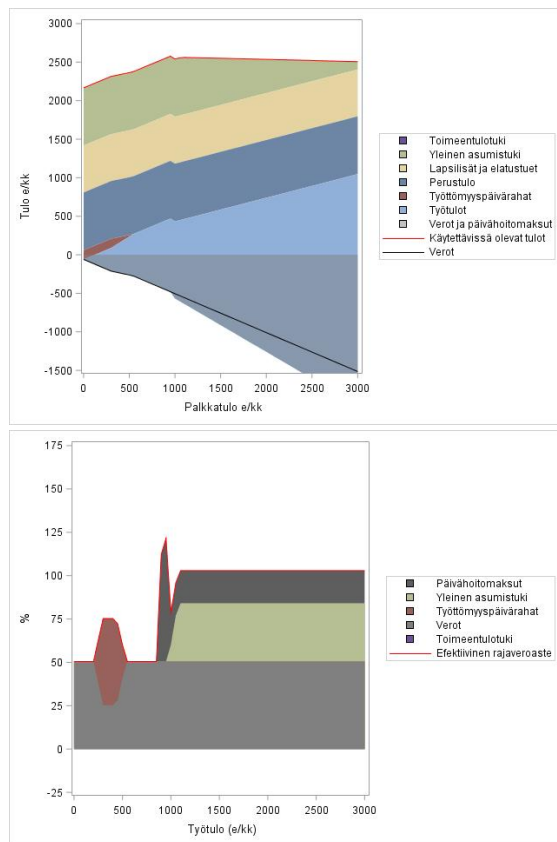 3000
2500
2000
1500
1000
500
0
-500
-1000
-1500
Tulo e/kk
0 500 1000 1500 2000 2500 3000
Palkkatulo e/kk
Toimeentulotuki
Yleinen asumistuki
Lapsilisät ja elatustuet
Perustulo
Työttömyyspäivärahat
Työtulot
Verot ja päivähoitomaksut
Käytettävissä olevat tulot
Verot
175
150
125
100
75
50
25
0
-25
%
0 500 1000 1500 2000 2500 3000
Työtulo (e/kk)
Päivähoitomaksut
Yleinen asumistuki
Työttömyyspäivärahat
Verot
Toimeentulotuki
Efektiivinen rajaveroaste